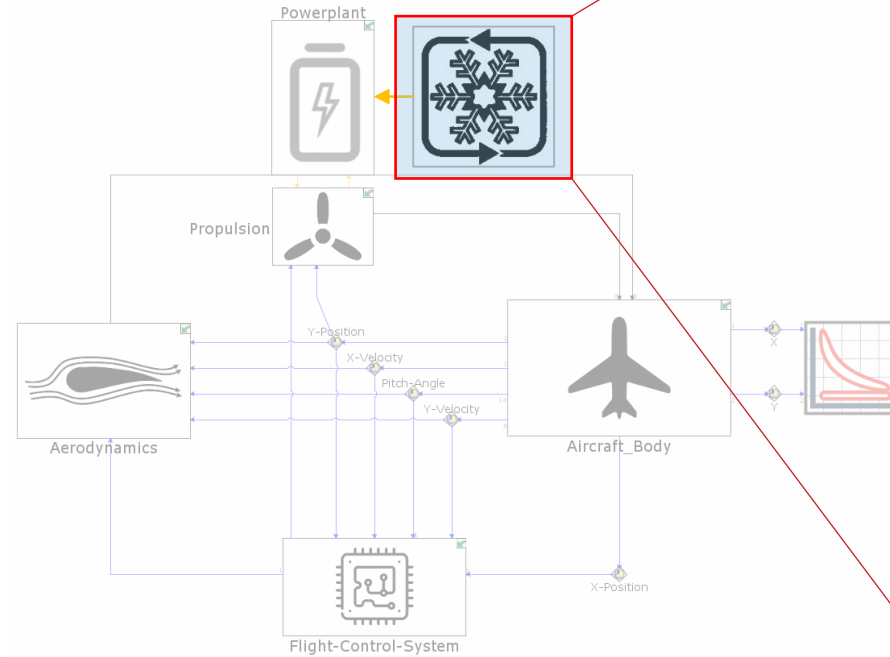 Powerplant
Propulsion
Y-Position
X-Velocity
Pitch-Angle
Y-Velocity
X
Y
Aerodynamics
Aircraft_Body
X-Position
Flight-Control-System